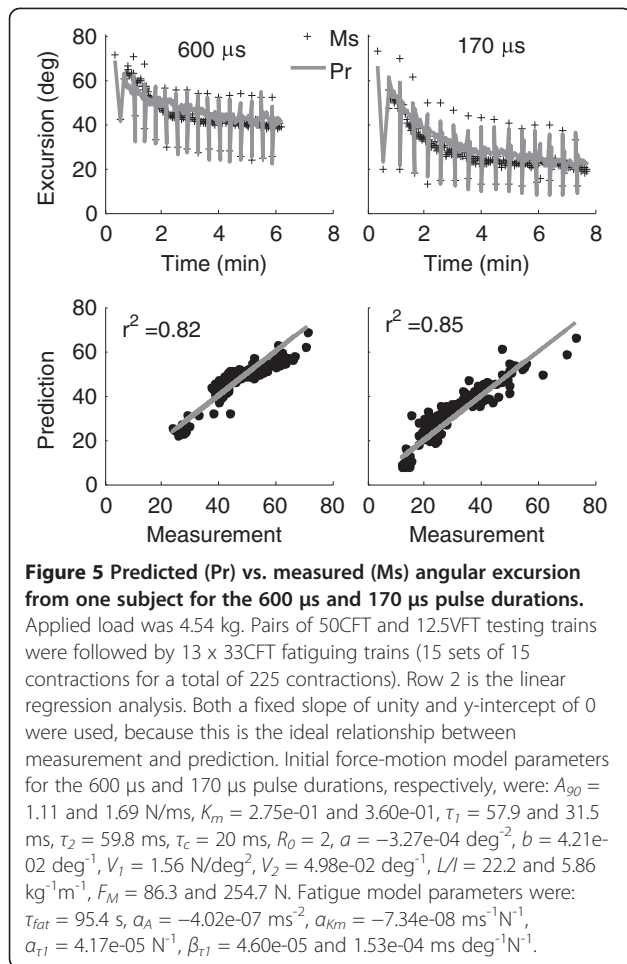 80
60
40
20
0
Excursion (deg)
600 μs
+ Ms
Pr
170 μs
0 2 4 6 8
Time (min)
0 2 4 6 8
Time (min)
80
60
40
20
0
Prediction
r² =0.82
r² =0.85
0 20 40 60 80
Measurement
0 20 40 60 80
Measurement
Figure 5 Predicted (Pr) vs. measured (Ms) angular excursion
from one subject for the 600 μs and 170 μs pulse durations.
Applied load was 4.54 kg. Pairs of 50CFT and 12.5VFT testing trains
were followed by 13 x 33CFT fatiguing trains (15 sets of 15
contractions for a total of 225 contractions). Row 2 is the linear
regression analysis. Both a fixed slope of unity and y-intercept of 0
were used, because this is the ideal relationship between
measurement and prediction. Initial force-motion model parameters
for the 600 μs and 170 μs pulse durations, respectively, were: A₉₀ =
1.11 and 1.69 N/ms, Kₘ = 2.75e-01 and 3.60e-01, τ₁ = 57.9 and 31.5
ms, τ₂ = 59.8 ms, τc = 20 ms, R₀ = 2, a = −3.27e-04 deg⁻², b = 4.21e-
02 deg⁻¹, V₁ = 1.56 N/deg², V₂ = 4.98e-02 deg⁻¹, L/I = 22.2 and 5.86
kg⁻¹m⁻¹, F_M = 86.3 and 254.7 N. Fatigue model parameters were:
τ_fat = 95.4 s, α_A = −4.02e-07 ms⁻², α_Km = −7.34e-08 ms⁻¹N⁻¹,
α_τ1 = 4.17e-05 N⁻¹, β_τ1 = 4.60e-05 and 1.53e-04 ms deg⁻¹N⁻¹.